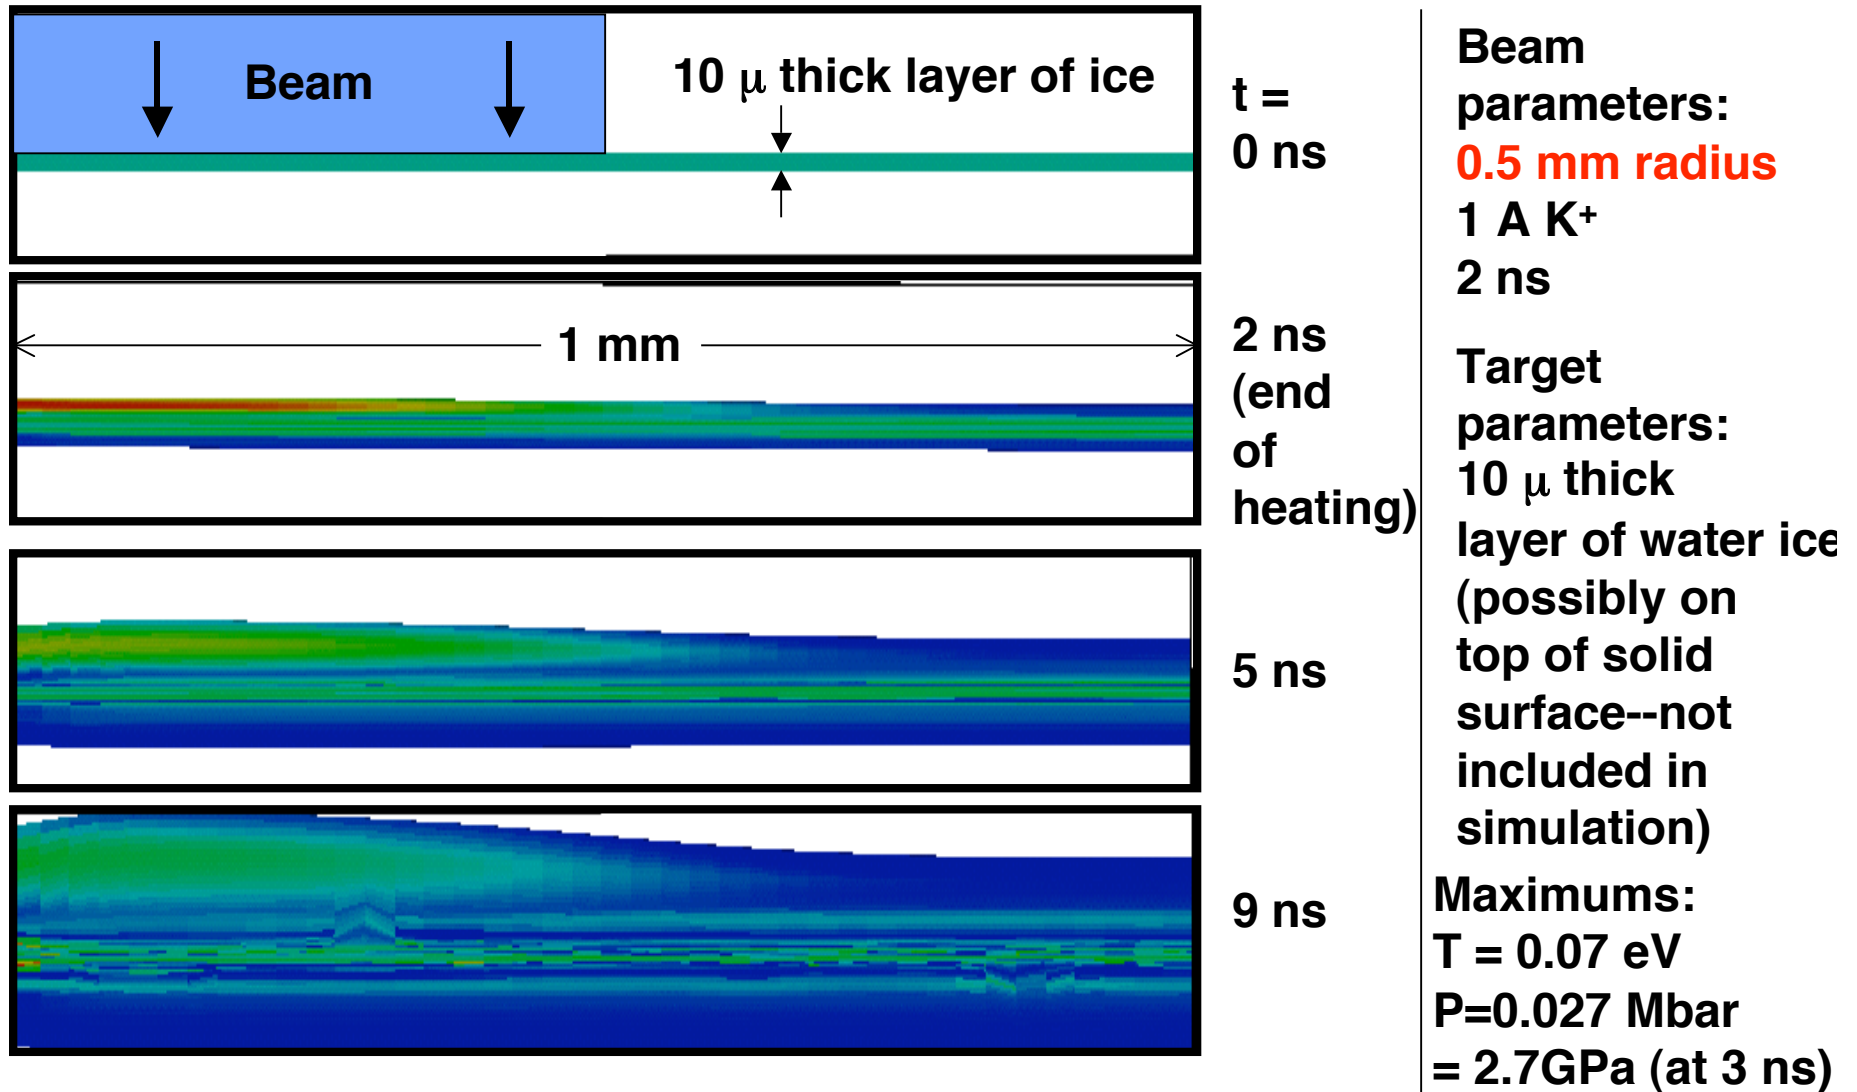 Beam
10 μ thick layer of ice
t =
0 ns
1 mm
2 ns
(end
of
heating)
5 ns
9 ns
Beam
parameters:
0.5 mm radius
1 A K+
2 ns
Target
parameters:
10 μ thick
layer of water ice
(possibly on
top of solid
surface--not
included in
simulation)
Maximums:
T = 0.07 eV
P=0.027 Mbar
= 2.7GPa (at 3 ns)